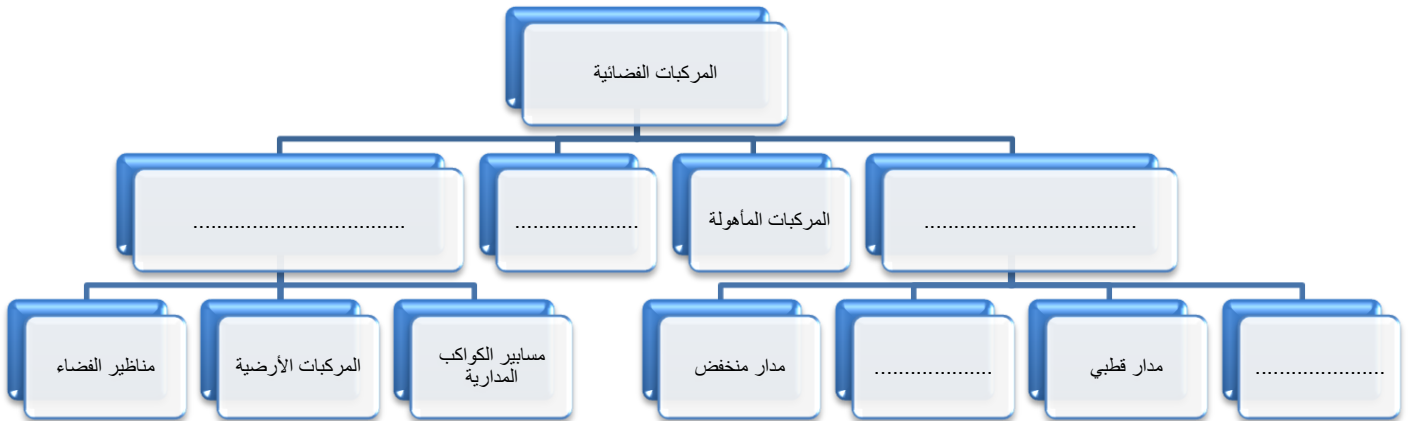 المركبات الفضائية
..................................
المركبات المأهولة
.....................
..................................
......................
مدار قطبي
....................
مدار منخفض
مسابير الكواكب
المدارية
المركبات الأرضية
مناظير الفضاء